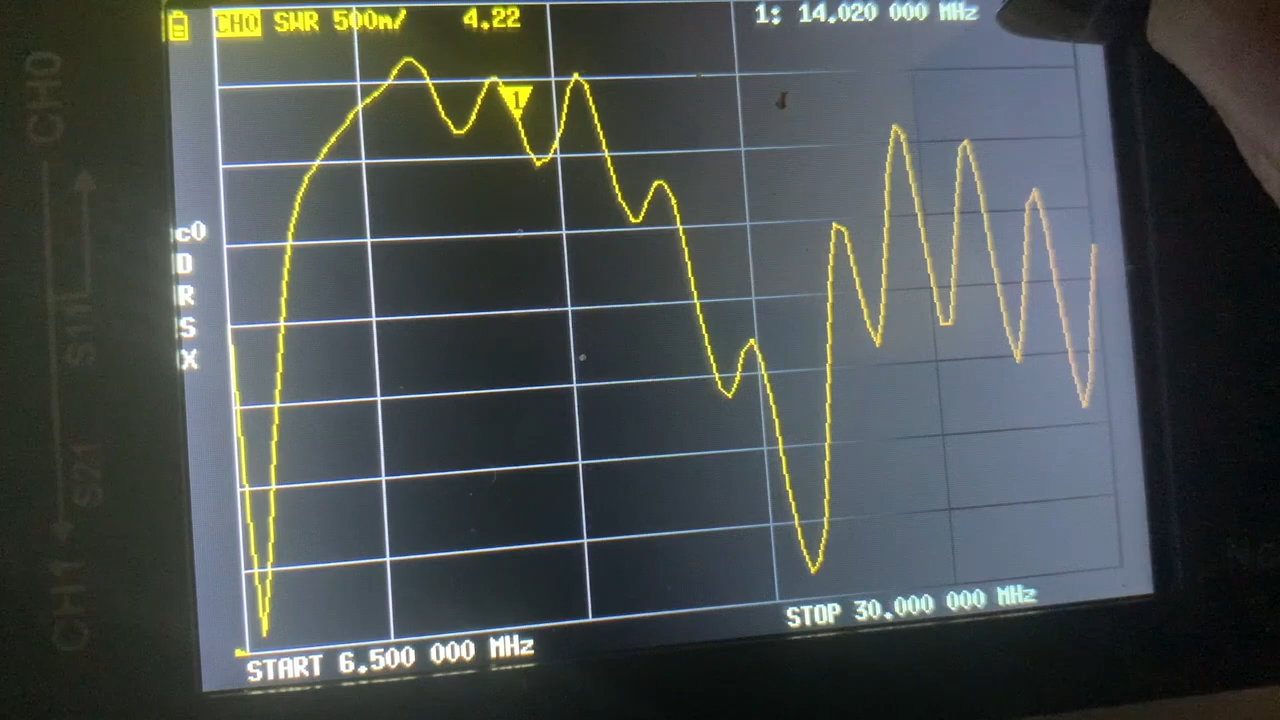 CH0 SWR 500m/ 4.22 1: 14.020 000 MHz
1
c0
D
R
S
X
START 6.500 000 MHz STOP 30.000 000 MHz
CH0
S11
S21
CH1